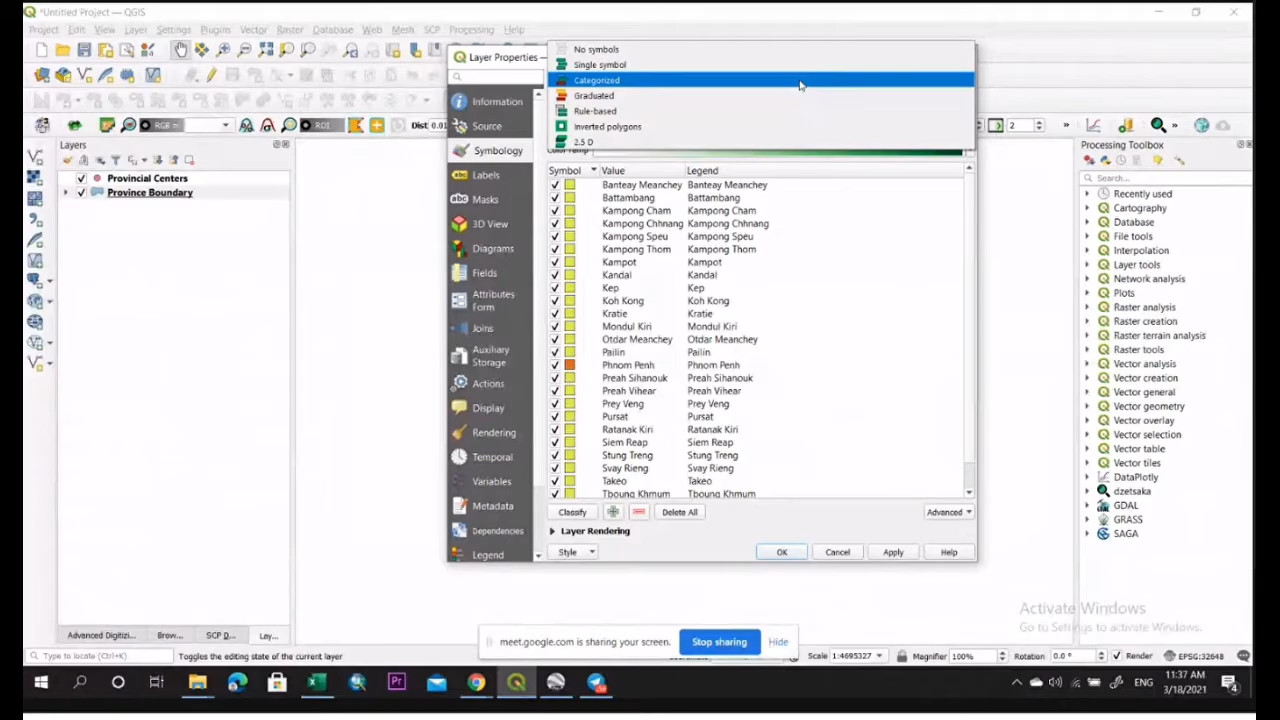 *Untitled Project — QGIS
Project Edit View Layer Settings Plugins Vector Raster Database Web Mesh SCP Processing Help
Layer Properties —
No symbols
Single symbol
Categorized
Graduated
Rule-based
Inverted polygons
2.5 D
RGB =
ROI
Dist 0.01
2
Layers
Provincial Centers
Province Boundary
Information
Source
Symbology
Labels
Masks
3D View
Diagrams
Fields
Attributes Form
Joins
Auxiliary Storage
Actions
Display
Rendering
Temporal
Variables
Metadata
Dependencies
Legend
Symbol Value Legend
Banteay Meanchey Banteay Meanchey
Battambang Battambang
Kampong Cham Kampong Cham
Kampong Chhnang Kampong Chhnang
Kampong Speu Kampong Speu
Kampong Thom Kampong Thom
Kampot Kampot
Kandal Kandal
Kep Kep
Koh Kong Koh Kong
Kratie Kratie
Mondul Kiri Mondul Kiri
Otdar Meanchey Otdar Meanchey
Pailin Pailin
Phnom Penh Phnom Penh
Preah Sihanouk Preah Sihanouk
Preah Vihear Preah Vihear
Prey Veng Prey Veng
Pursat Pursat
Ratanak Kiri Ratanak Kiri
Siem Reap Siem Reap
Stung Treng Stung Treng
Svay Rieng Svay Rieng
Takeo Takeo
Tboung Khmum Tboung Khmum
Classify Delete All Advanced
Layer Rendering
Style OK Cancel Apply Help
Processing Toolbox
Search...
Recently used
Cartography
Database
File tools
Interpolation
Layer tools
Network analysis
Plots
Raster analysis
Raster creation
Raster terrain analysis
Raster tools
Vector analysis
Vector creation
Vector general
Vector geometry
Vector overlay
Vector selection
Vector table
Vector tiles
DataPlotly
dzetsaka
GDAL
GRASS
SAGA
Activate Windows
Go to Settings to activate Windows.
Advanced Digitizi... Brow... SCP D... Lay...
meet.google.com is sharing your screen. Stop sharing Hide
Type to locate (Ctrl+K) Toggles the editing state of the current layer Scale 1:4695327 Magnifier 100% Rotation 0.0 ° Render EPSG:32648
ENG
11:37 AM
3/18/2021
4